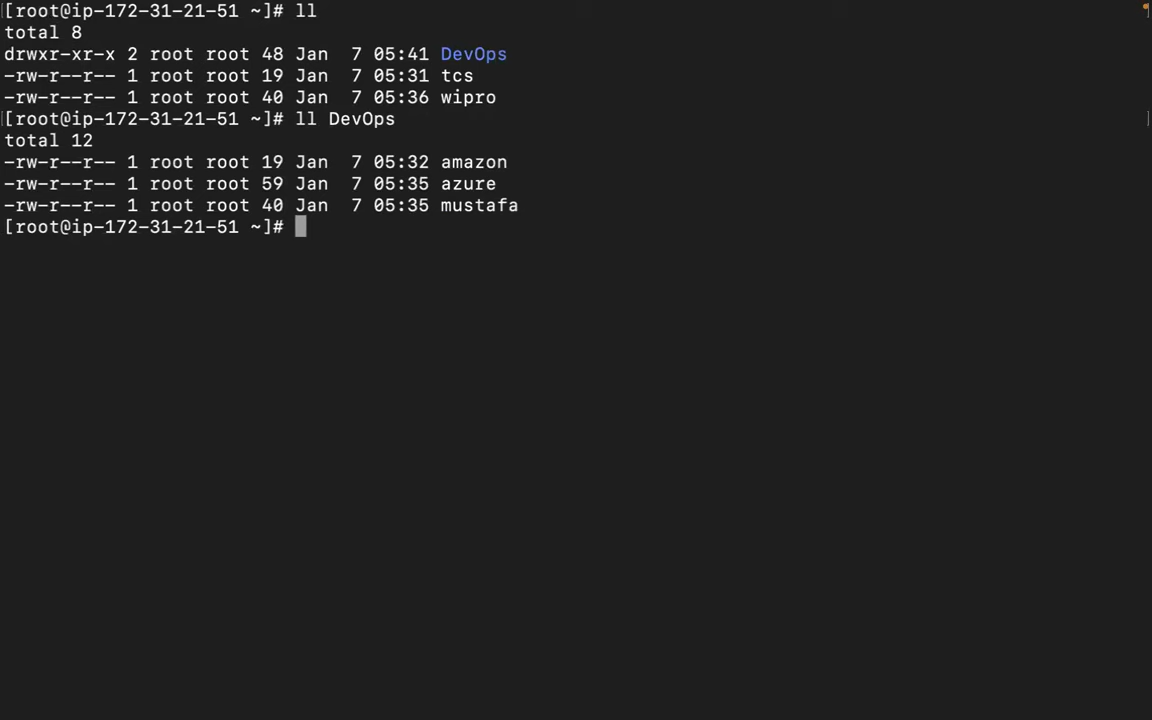 [root@ip-172-31-21-51 ~]# ll
total 8
drwxr-xr-x 2 root root 48 Jan  7 05:41 DevOps
-rw-r--r-- 1 root root 19 Jan  7 05:31 tcs
-rw-r--r-- 1 root root 40 Jan  7 05:36 wipro
[root@ip-172-31-21-51 ~]# ll DevOps
total 12
-rw-r--r-- 1 root root 19 Jan  7 05:32 amazon
-rw-r--r-- 1 root root 59 Jan  7 05:35 azure
-rw-r--r-- 1 root root 40 Jan  7 05:35 mustafa
[root@ip-172-31-21-51 ~]#